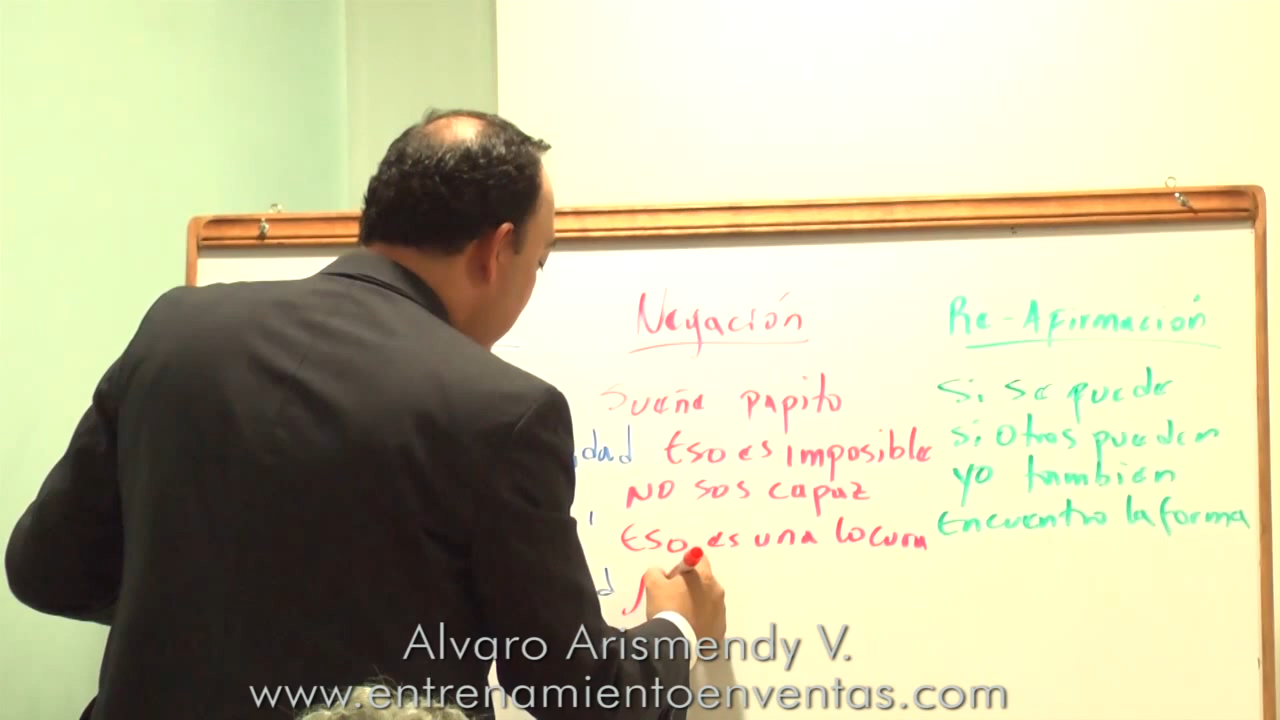 Negación
Re-Afirmación
Sueñe papito
dad Eso es imposible
NO sos capaz
Eso es una locura
Si se puede
Si otros pueden
yo también
Encuentro la forma
d
Alvaro Arismendy V.
www.entrenamientoenventas.com